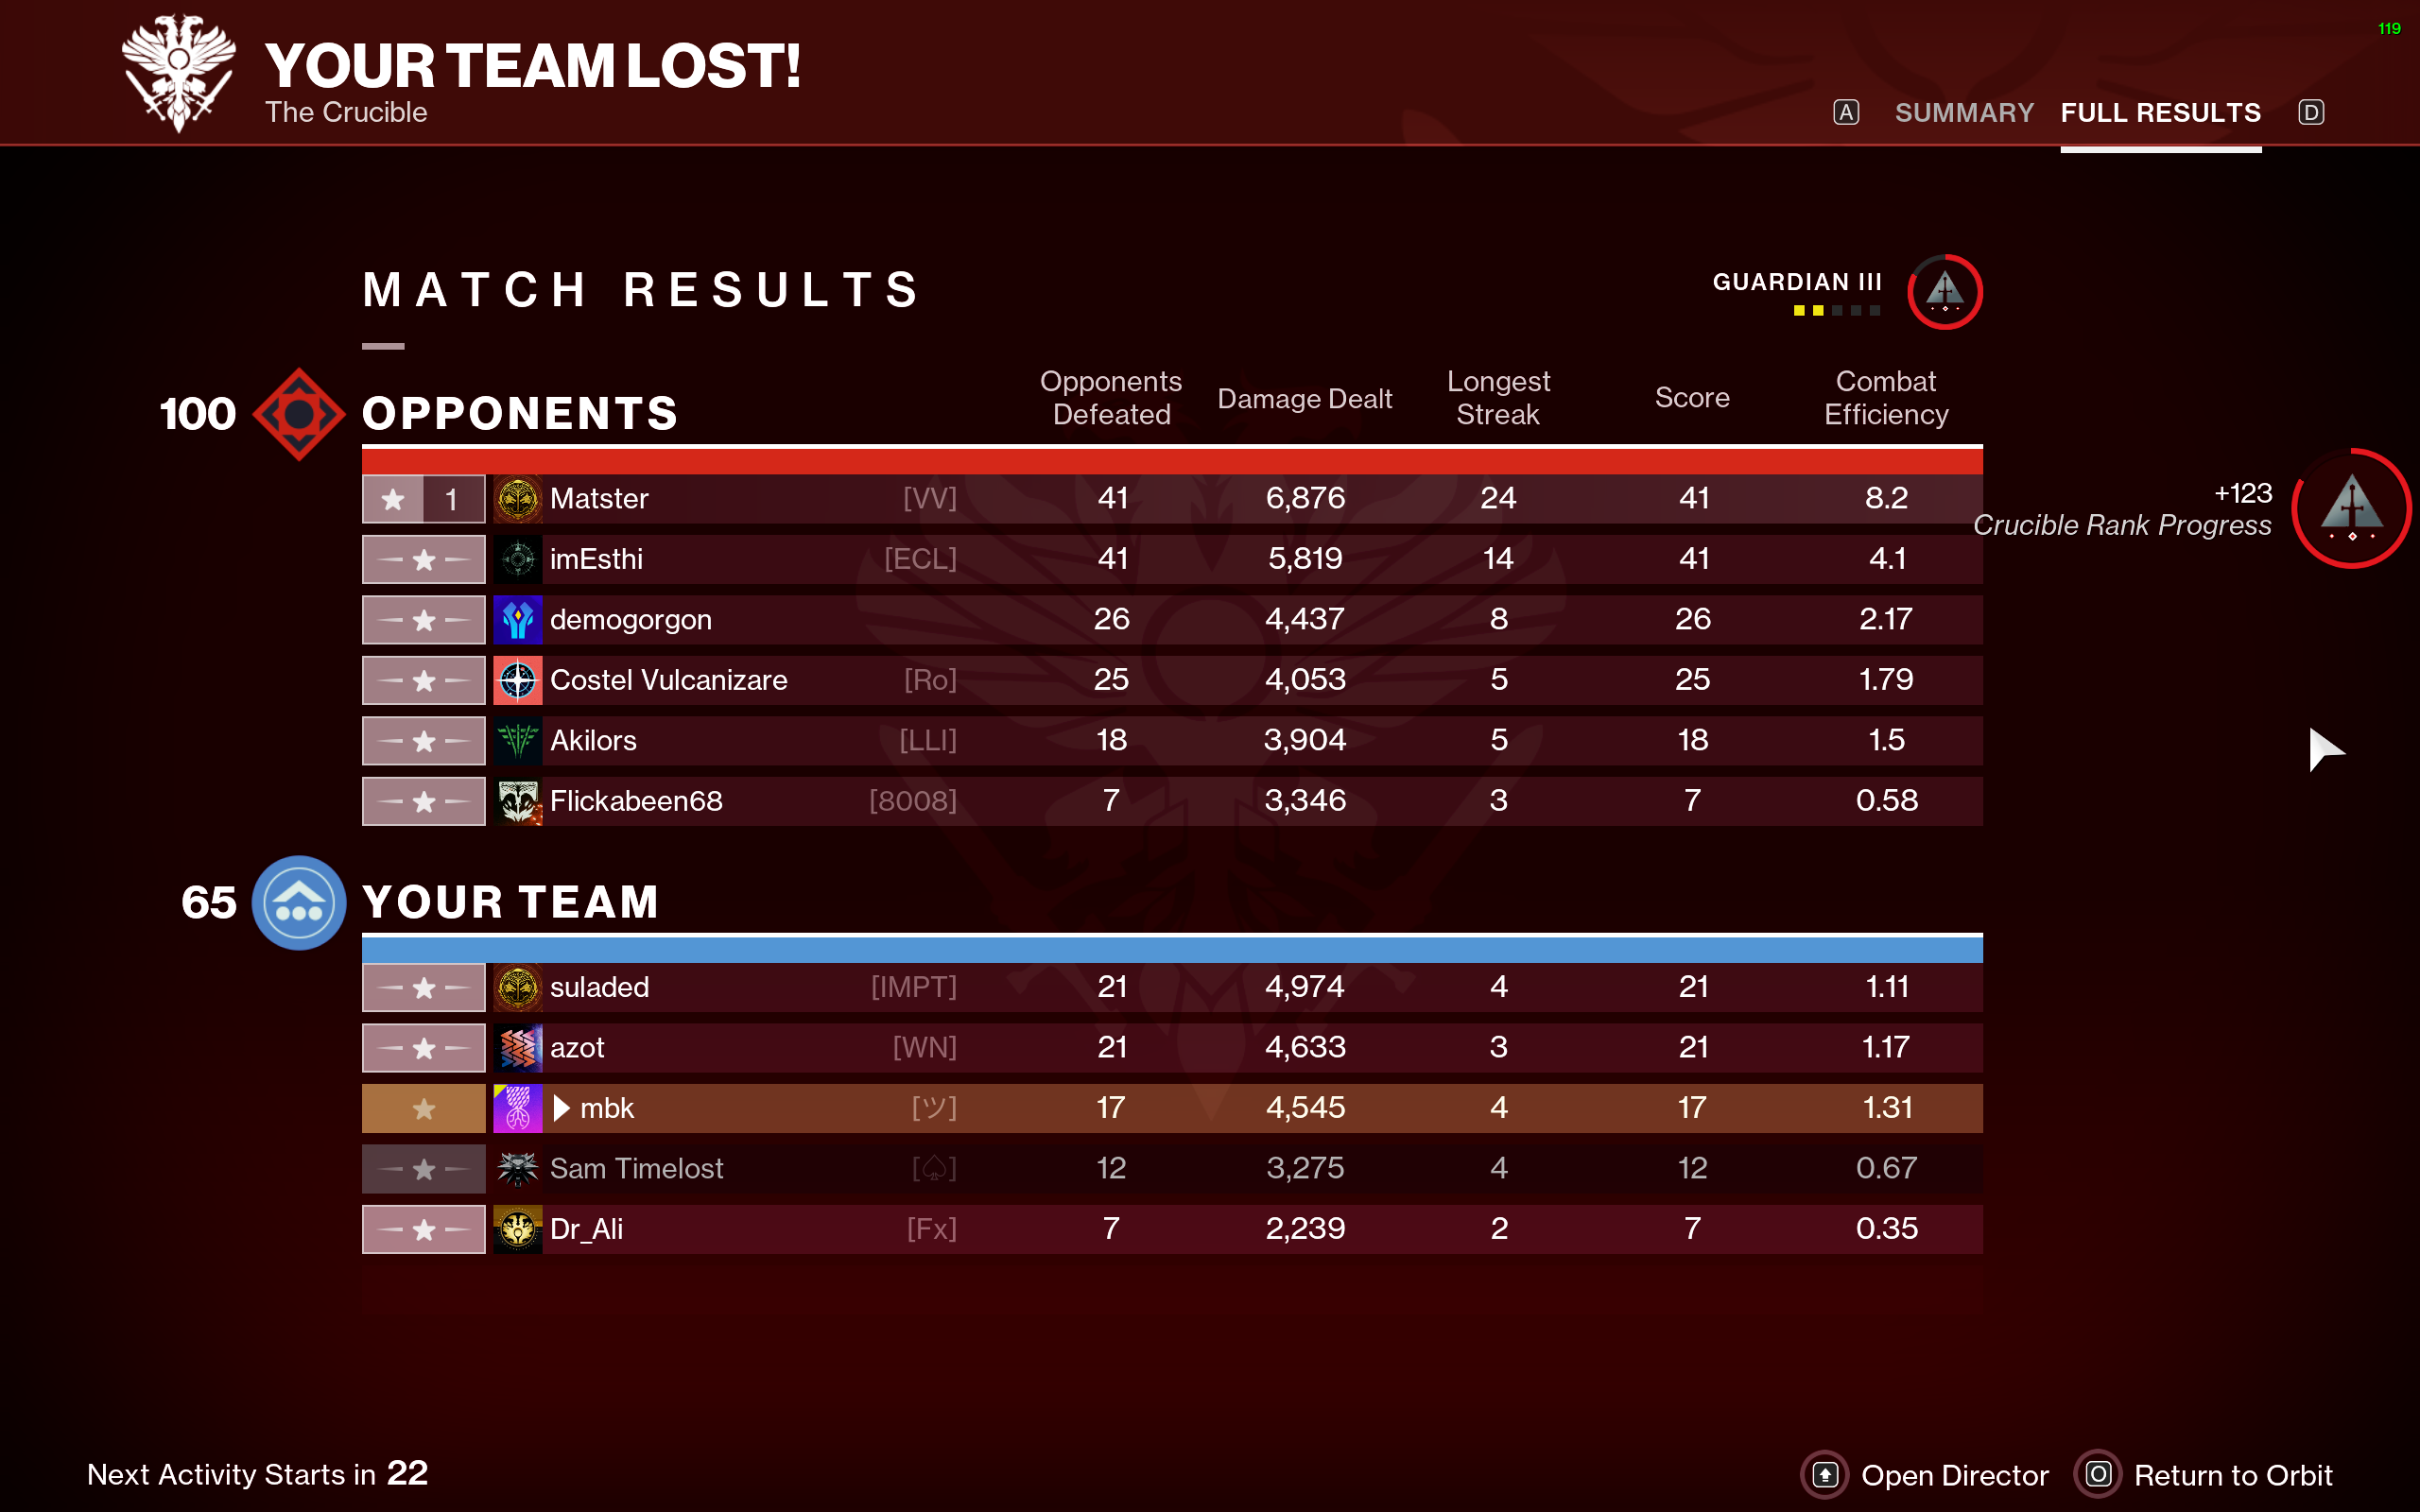 119
YOUR TEAM LOST!
The Crucible
A SUMMARY FULL RESULTS D
MATCH RESULTS
GUARDIAN III
100 OPPONENTS Opponents Defeated Damage Dealt Longest Streak Score Combat Efficiency
1 Matster [VV] 41 6,876 24 41 8.2
imEsthi [ECL] 41 5,819 14 41 4.1
demogorgon 26 4,437 8 26 2.17
Costel Vulcanizare [Ro] 25 4,053 5 25 1.79
Akilors [LLI] 18 3,904 5 18 1.5
Flickabeen68 [8008] 7 3,346 3 7 0.58
+123
Crucible Rank Progress
65 YOUR TEAM
suladed [IMPT] 21 4,974 4 21 1.11
azot [WN] 21 4,633 3 21 1.17
mbk [ツ] 17 4,545 4 17 1.31
Sam Timelost [♤] 12 3,275 4 12 0.67
Dr_Ali [Fx] 7 2,239 2 7 0.35
Next Activity Starts in 22
Open Director O Return to Orbit